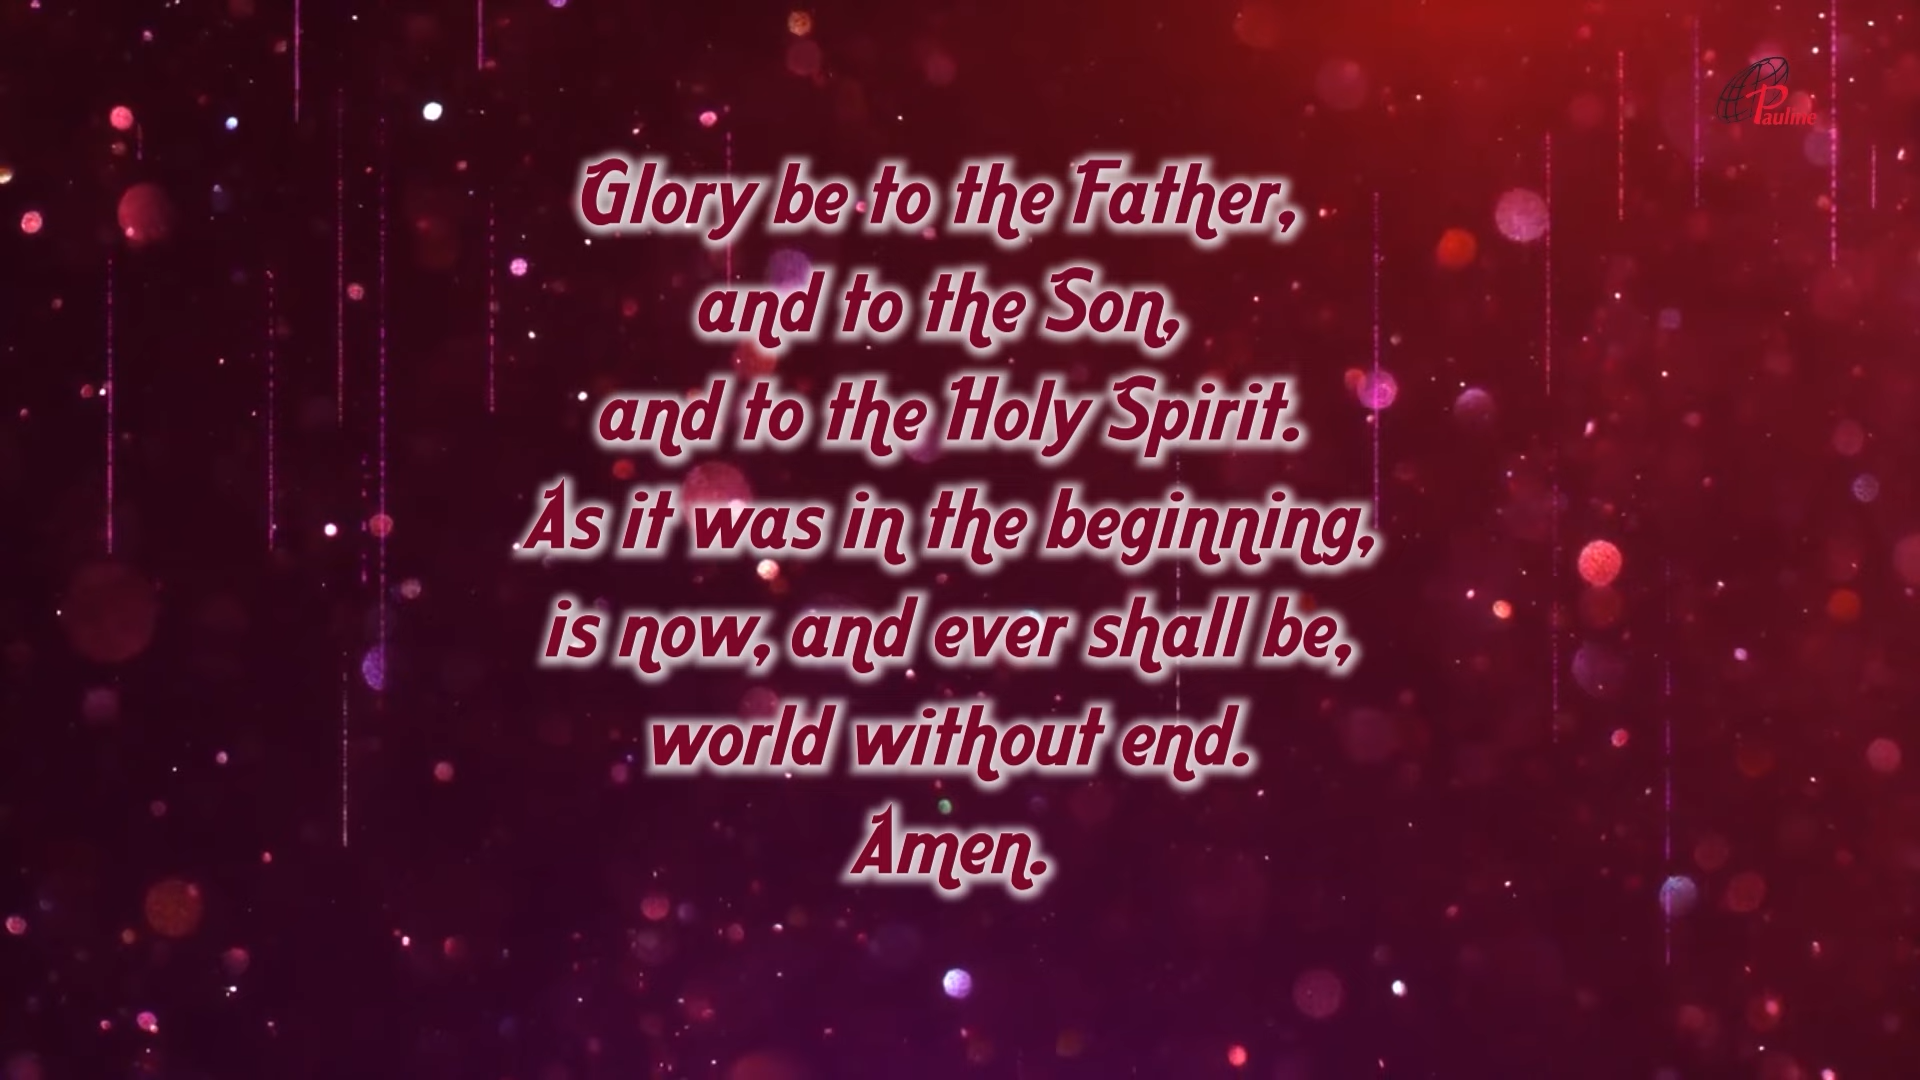 Pauline
Glory be to the Father,
and to the Son,
and to the Holy Spirit.
As it was in the beginning,
is now, and ever shall be,
world without end.
Amen.